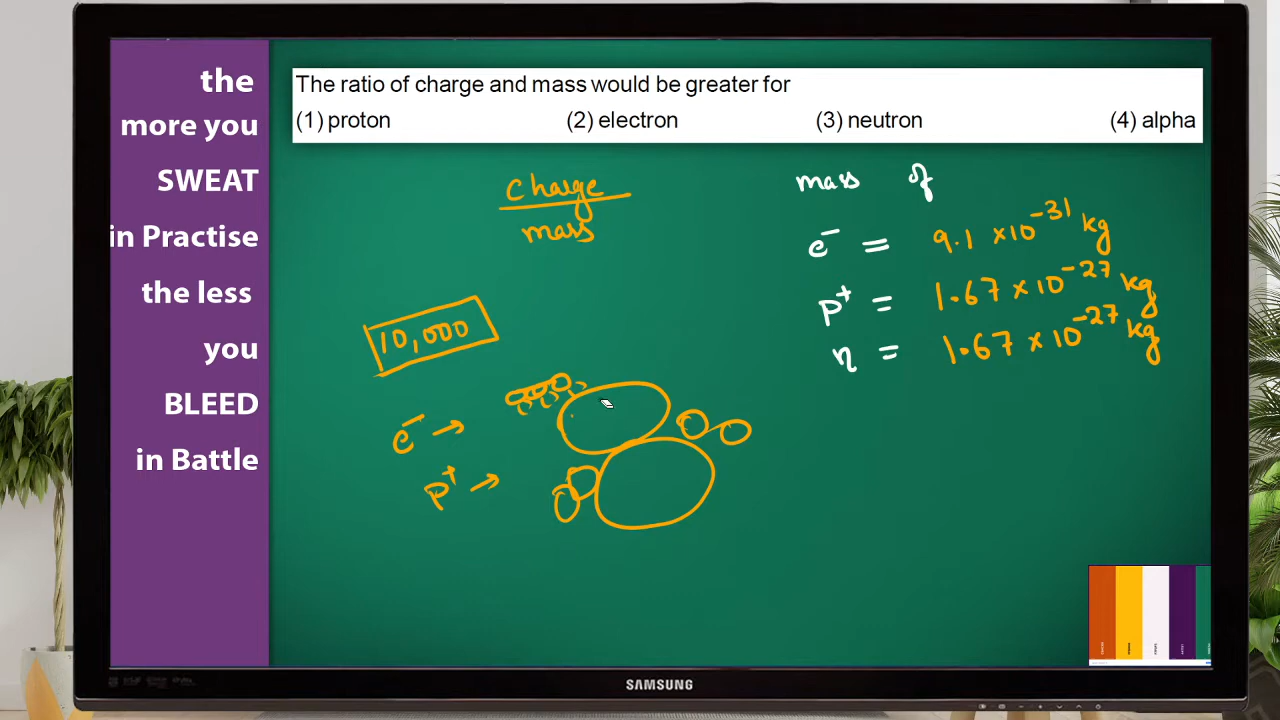 the
more you
SWEAT
in Practise
the less
you
BLEED
in Battle
The ratio of charge and mass would be greater for
(1) proton (2) electron (3) neutron (4) alpha
charge
mass
mass of
e⁻ = 9.1 ×10⁻³¹ kg
p⁺ = 1.67 × 10⁻²⁷ kg
n = 1.67 × 10⁻²⁷ kg
10,000
e⁻ →
p⁺ →
SAMSUNG